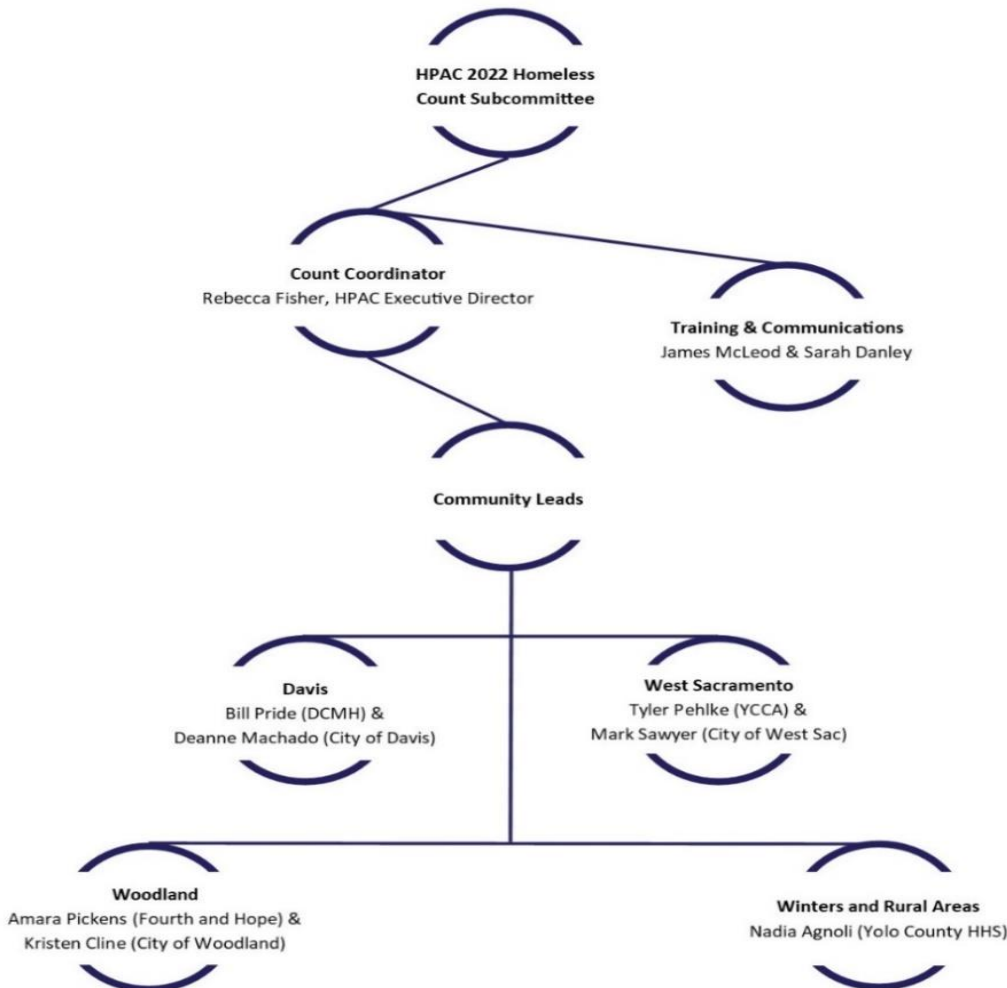 HPAC 2022 Homeless
Count Subcommittee
Count Coordinator
Rebecca Fisher, HPAC Executive Director
Training & Communications
James McLeod & Sarah Danley
Community Leads
Davis
Bill Pride (DCMH) &
Deanne Machado (City of Davis)
West Sacramento
Tyler Pehlke (YCCA) &
Mark Sawyer (City of West Sac)
Woodland
Amara Pickens (Fourth and Hope) &
Kristen Cline (City of Woodland)
Winters and Rural Areas
Nadia Agnoli (Yolo County HHS)